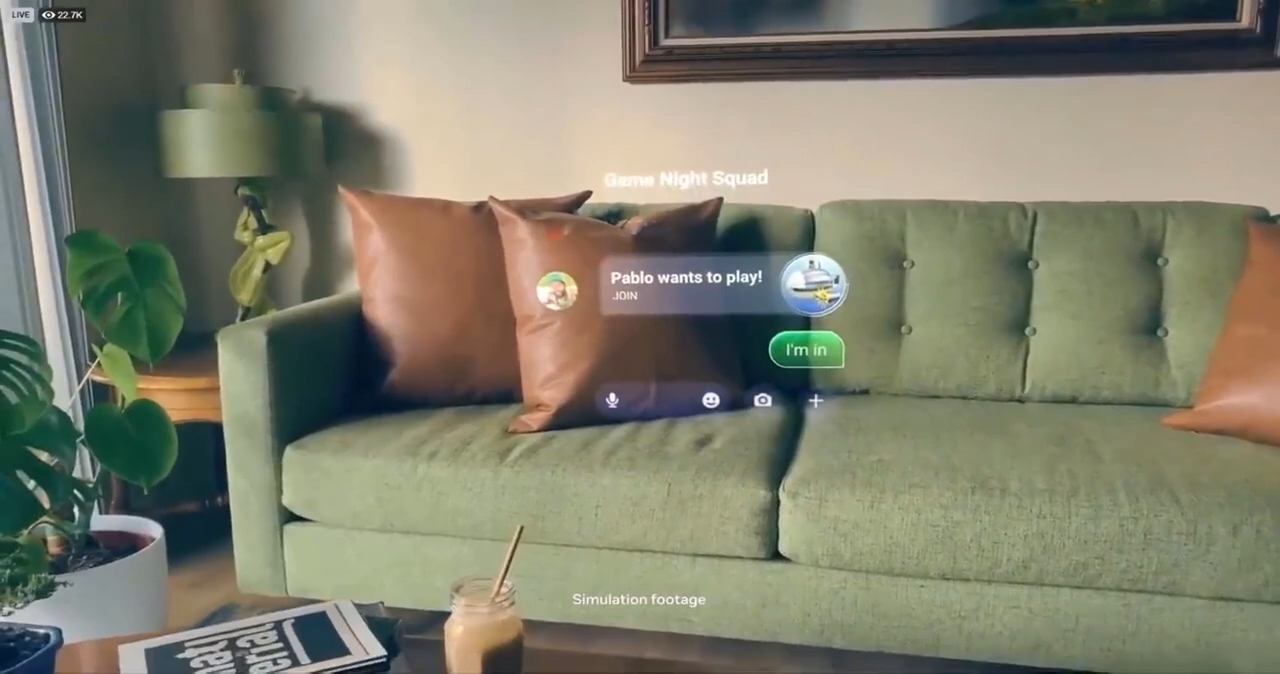 LIVE 22.7K
Game Night Squad
Pablo wants to play!
JOIN
I'm in
Simulation footage